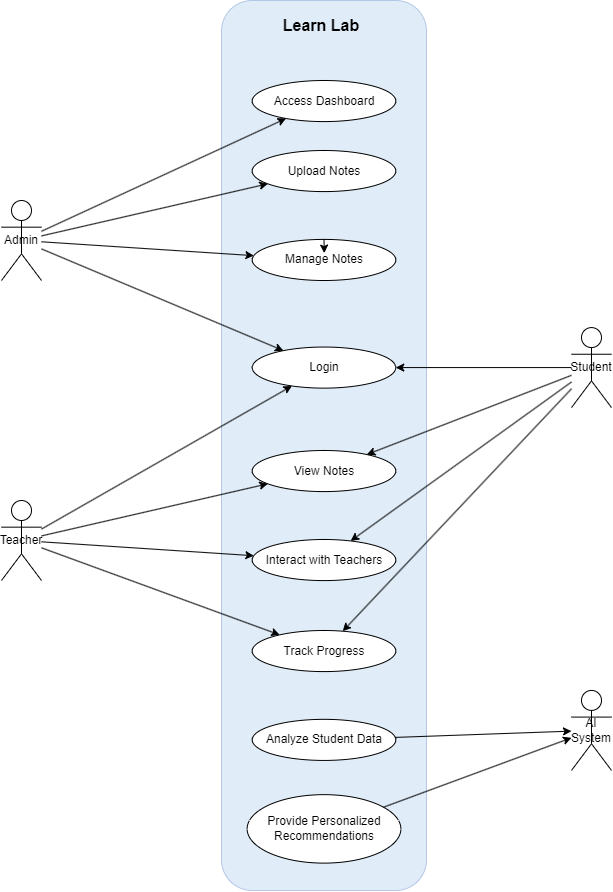 Learn Lab
Access Dashboard
Upload Notes
Admin
Manage Notes
Login
Student
View Notes
Teacher
Interact with Teachers
Track Progress
AI
System
Analyze Student Data
Provide Personalized
Recommendations